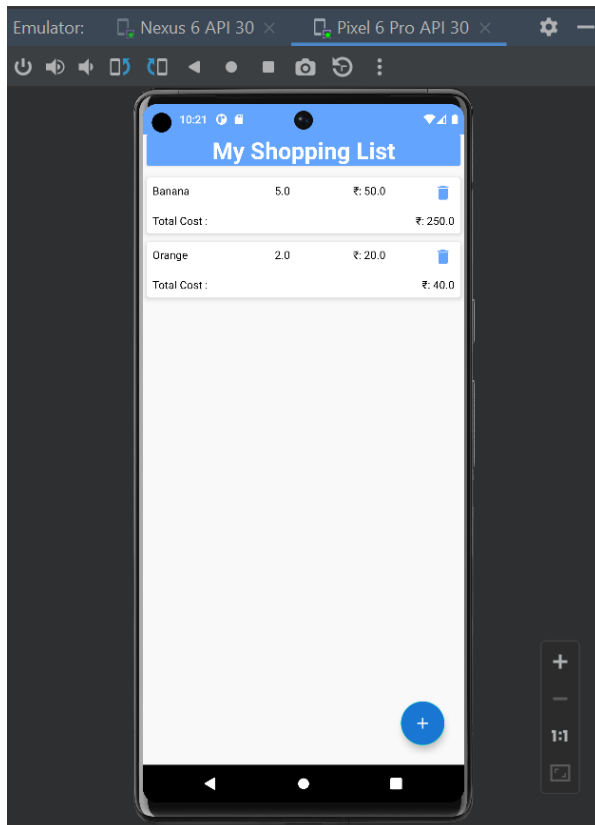 Emulator: Nexus 6 API 30 Pixel 6 Pro API 30
10:21
My Shopping List
Banana 5.0 ₹: 50.0
Total Cost : ₹: 250.0
Orange 2.0 ₹: 20.0
Total Cost : ₹: 40.0
1:1